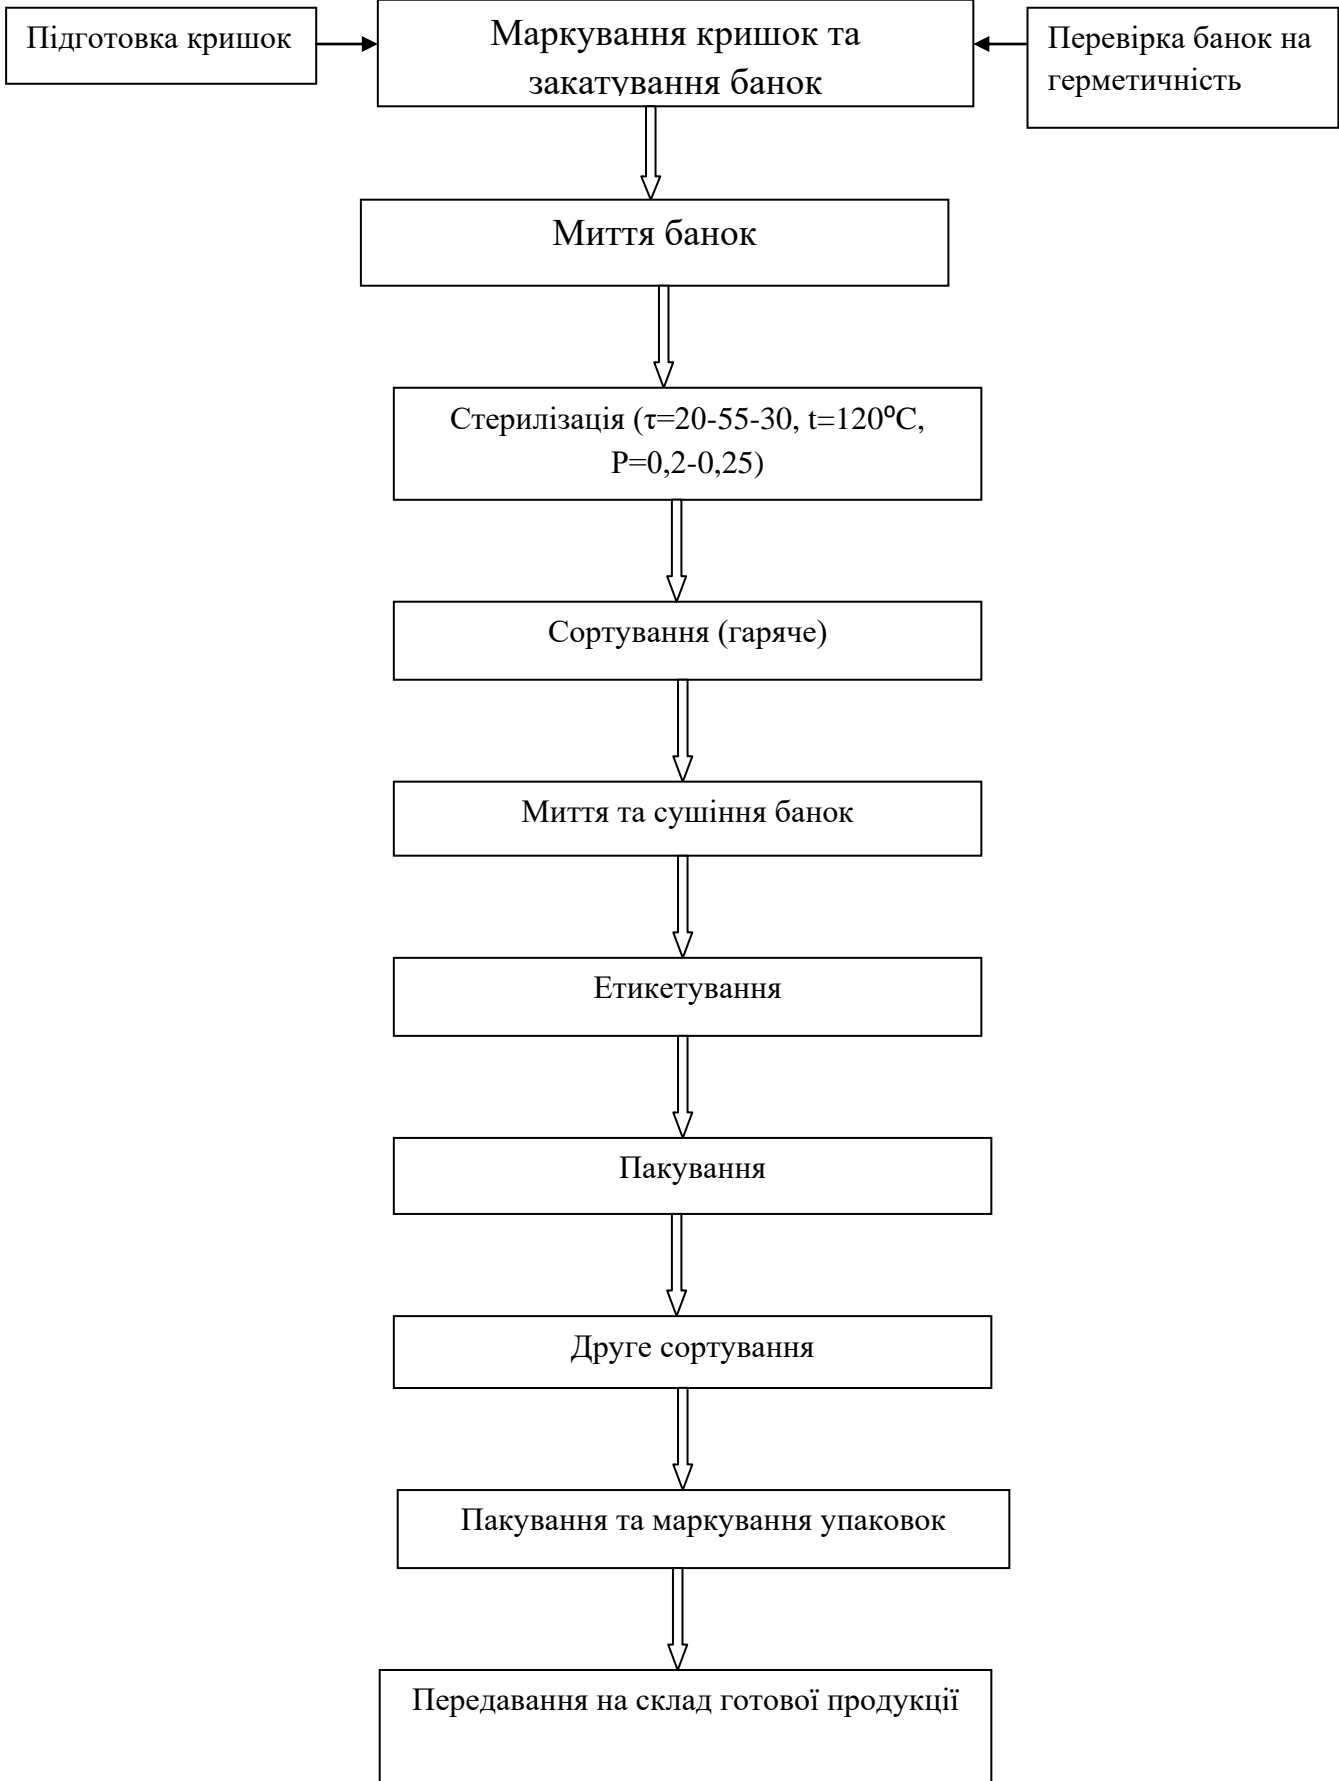 Підготовка кришок
Маркування кришок та
закатування банок
Перевірка банок на
герметичність
Миття банок
Стерилізація (τ=20-55-30, t=120⁰С,
Р=0,2-0,25)
Сортування (гаряче)
Миття та сушіння банок
Етикетування
Пакування
Друге сортування
Пакування та маркування упаковок
Передавання на склад готової продукції